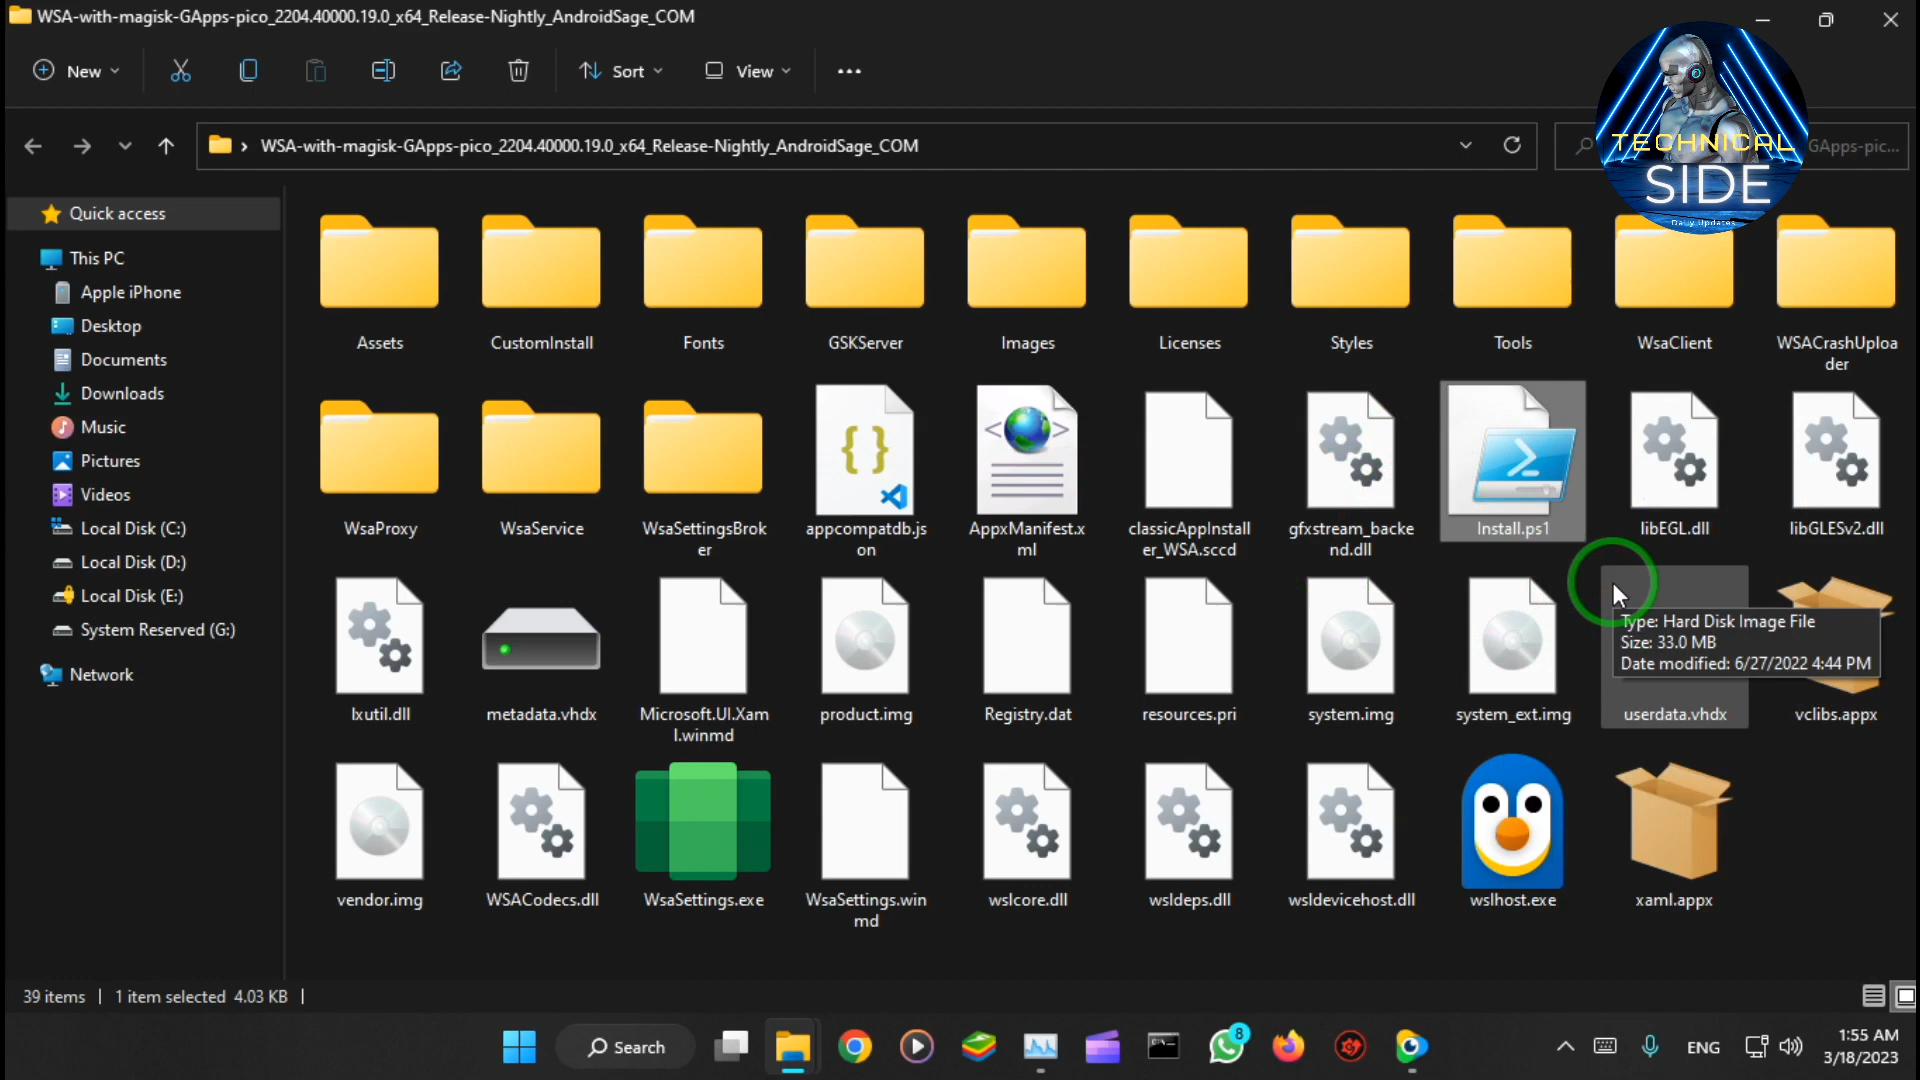 WSA-with-magisk-GApps-pico_2204.40000.19.0_x64_Release-Nightly_AndroidSage_COM
New
Sort
View
WSA-with-magisk-GApps-pico_2204.40000.19.0_x64_Release-Nightly_AndroidSage_COM
GApps-pic...
TECHNICAL
SIDE
Daily Updates
Quick access
This PC
Apple iPhone
Desktop
Documents
Downloads
Music
Pictures
Videos
Local Disk (C:)
Local Disk (D:)
Local Disk (E:)
System Reserved (G:)
Network
Assets
CustomInstall
Fonts
GSKServer
Images
Licenses
Styles
Tools
WsaClient
WSACrashUploa
der
WsaProxy
WsaService
WsaSettingsBrok
er
appcompatdb.js
on
AppxManifest.x
ml
classicAppInstall
er_WSA.sccd
gfxstream_backe
nd.dll
Install.ps1
libEGL.dll
libGLESv2.dll
lxutil.dll
metadata.vhdx
Microsoft.UI.Xam
l.winmd
product.img
Registry.dat
resources.pri
system.img
system_ext.img
userdata.vhdx
vclibs.appx
Type: Hard Disk Image File
Size: 33.0 MB
Date modified: 6/27/2022 4:44 PM
vendor.img
WSACodecs.dll
WsaSettings.exe
WsaSettings.win
md
wslcore.dll
wsldeps.dll
wsldevicehost.dll
wslhost.exe
xaml.appx
39 items
1 item selected 4.03 KB
Search
8
ENG
1:55 AM
3/18/2023